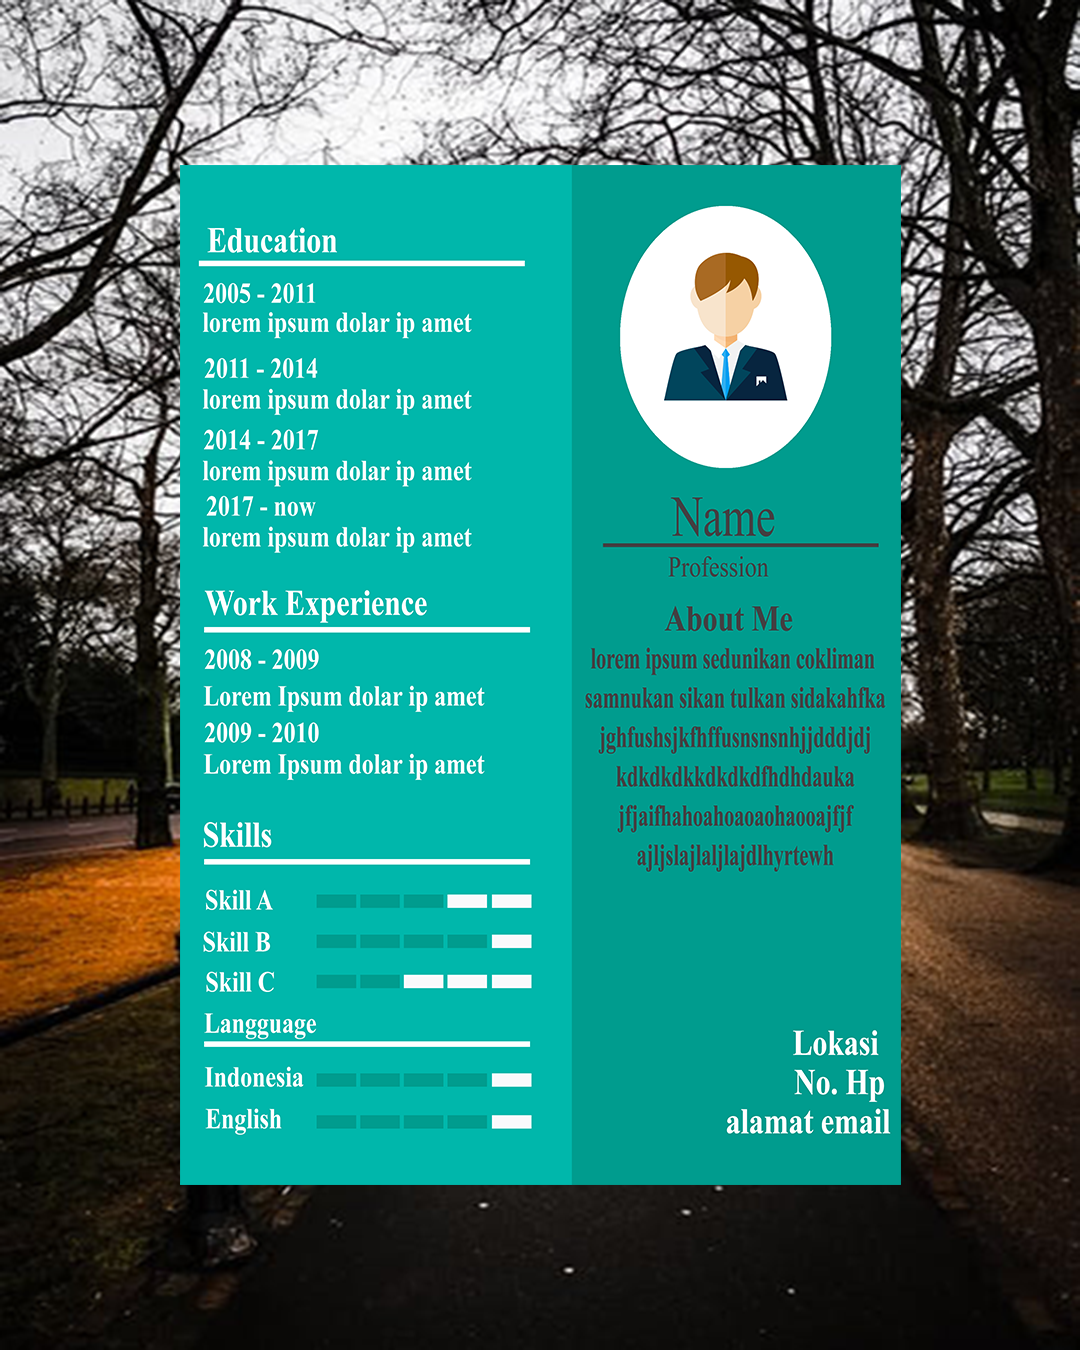 Education
2005 - 2011
lorem ipsum dolar ip amet
2011 - 2014
lorem ipsum dolar ip amet
2014 - 2017
lorem ipsum dolar ip amet
2017 - now
lorem ipsum dolar ip amet
Work Experience
2008 - 2009
Lorem Ipsum dolar ip amet
2009 - 2010
Lorem Ipsum dolar ip amet
Skills
Skill A
Skill B
Skill C
Langguage
Indonesia
English
Name
Profession
About Me
lorem ipsum sedunikan cokliman
samnukan sikan tulkan sidakahfka
jghfushsjkfhffusnsnsnhjjdddjdj
kdkdkdkkdkdkdfhdhdauka
jfjaifhahoahoaoaohaooajfjf
ajljslajlaljlajdlhyrtewh
Lokasi
No. Hp
alamat email